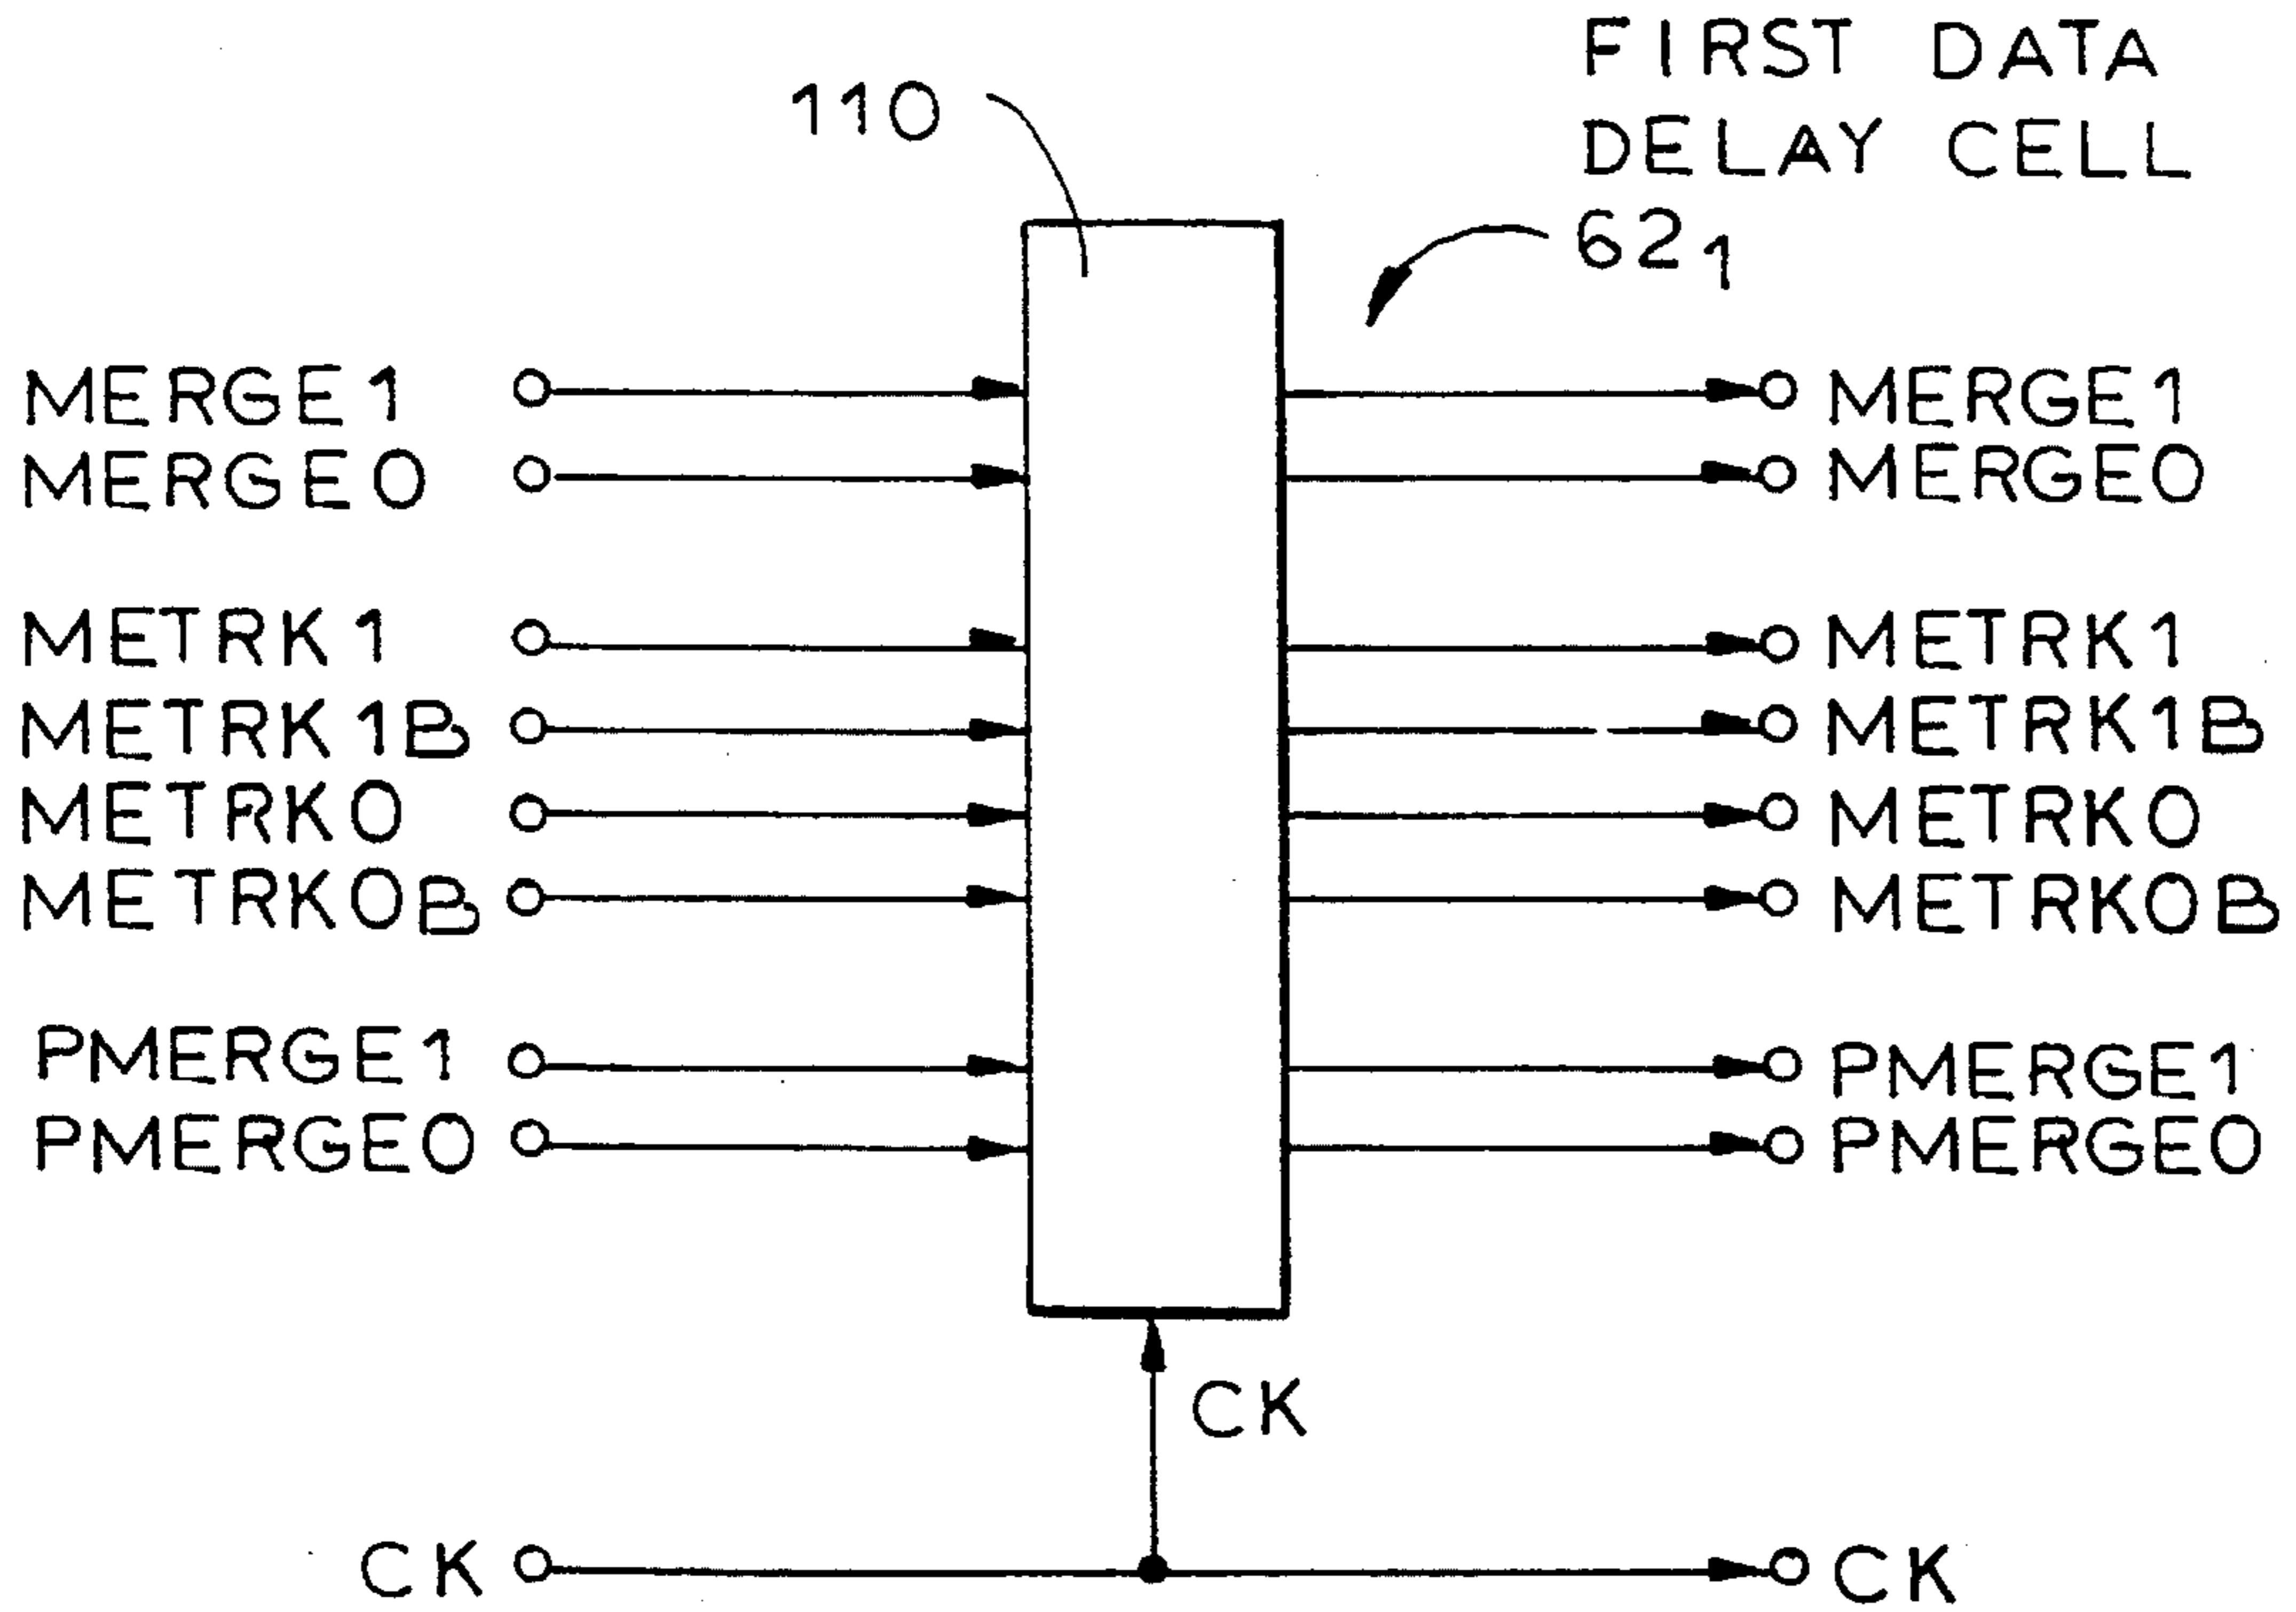 FIRST DATA
DELAY CELL
62₁
110
MERGE1
MERGE0
METRK1
METRK1B
METRK0
METRK0B
PMERGE1
PMERGE0
MERGE1
MERGE0
METRK1
METRK1B
METRK0
METRK0B
PMERGE1
PMERGE0
CK
CK
CK